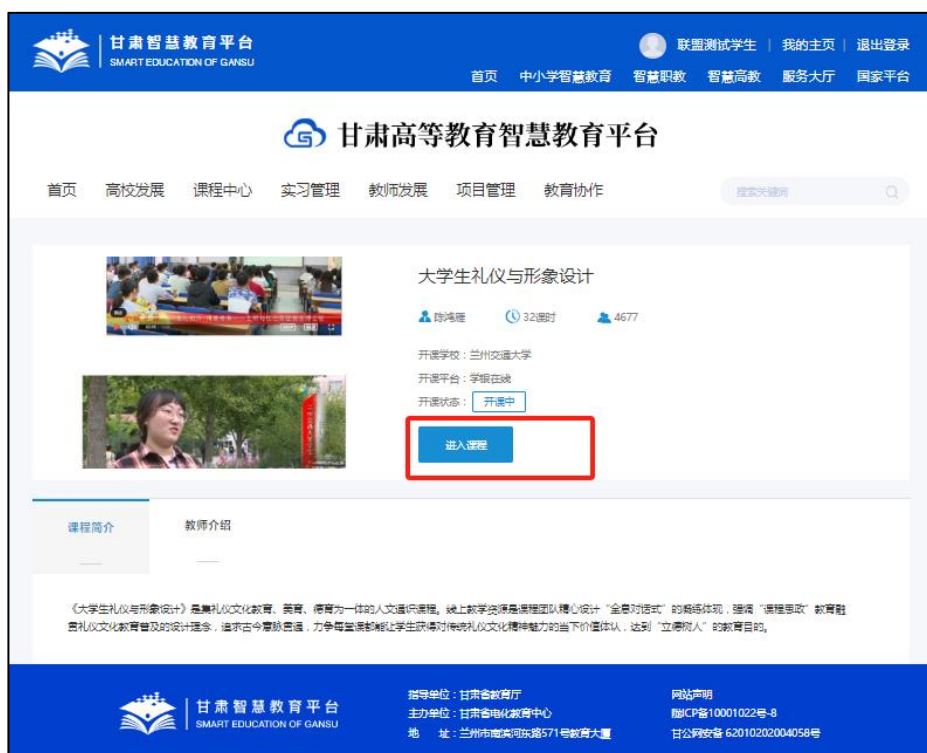 甘肃智慧教育平台
SMART EDUCATION OF GANSU
联盟测试学生 | 我的主页 | 退出登录
首页 中小学智慧教育 智慧职教 智慧高教 服务大厅 国家平台
甘肃高等教育智慧教育平台
首页 高校发展 课程中心 实习管理 教师发展 项目管理 教育协作
搜索关键词
大学生礼仪与形象设计
陈鸿雁 32课时 4677
开课学校：兰州交通大学
开课平台：学银在线
开课状态： 开课中
进入课程
课程简介 教师介绍
《大学生礼仪与形象设计》是集礼仪文化教育、美育、德育为一体的人文通识课程。线上教学资源是课程团队精心设计“全息对话式”的凝练体现，强调“课程思政”教育融
贯礼仪文化教育普及的设计理念，追求古今意脉贯通，力争每堂课都能让学生获得对传统礼仪文化精神魅力的当下价值体认，达到“立德树人”的教育目的。
甘肃智慧教育平台
SMART EDUCATION OF GANSU
指导单位：甘肃省教育厅
主办单位：甘肃省电化教育中心
地 址：兰州市南滨河东路571号教育大厦
网站声明
陇ICP备10001022号-8
甘公网安备 62010202004058号